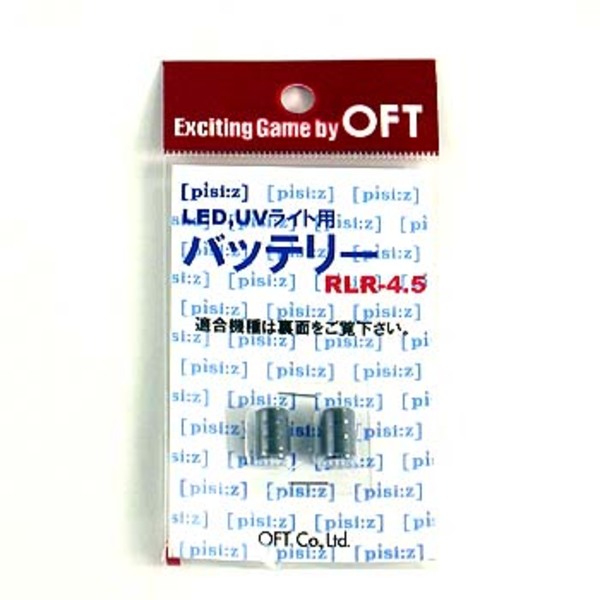 Exciting Game by OFT
[pisi:z]
LED,UVライト用
バッテリー
RLR-4.5
適合機種は裏面をご覧下さい。
OFT. Co., Ltd.